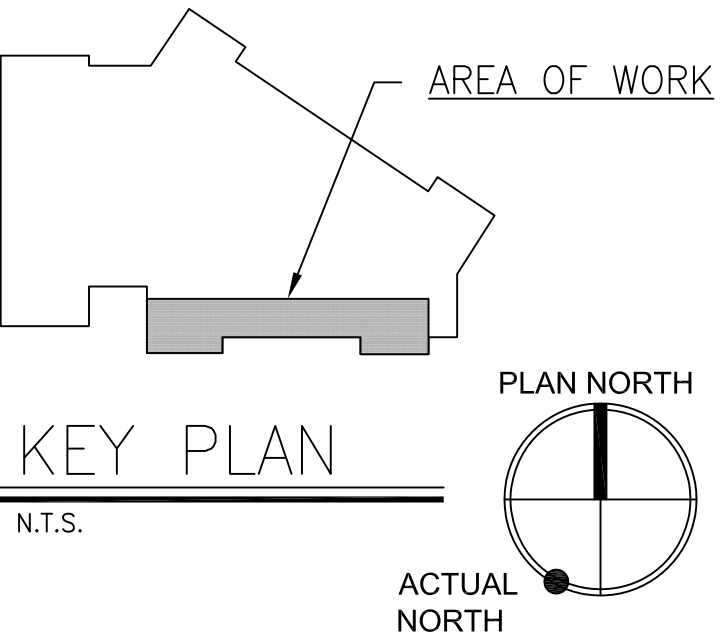 AREA OF WORK
PLAN NORTH
KEY PLAN
N.T.S.
ACTUAL
NORTH